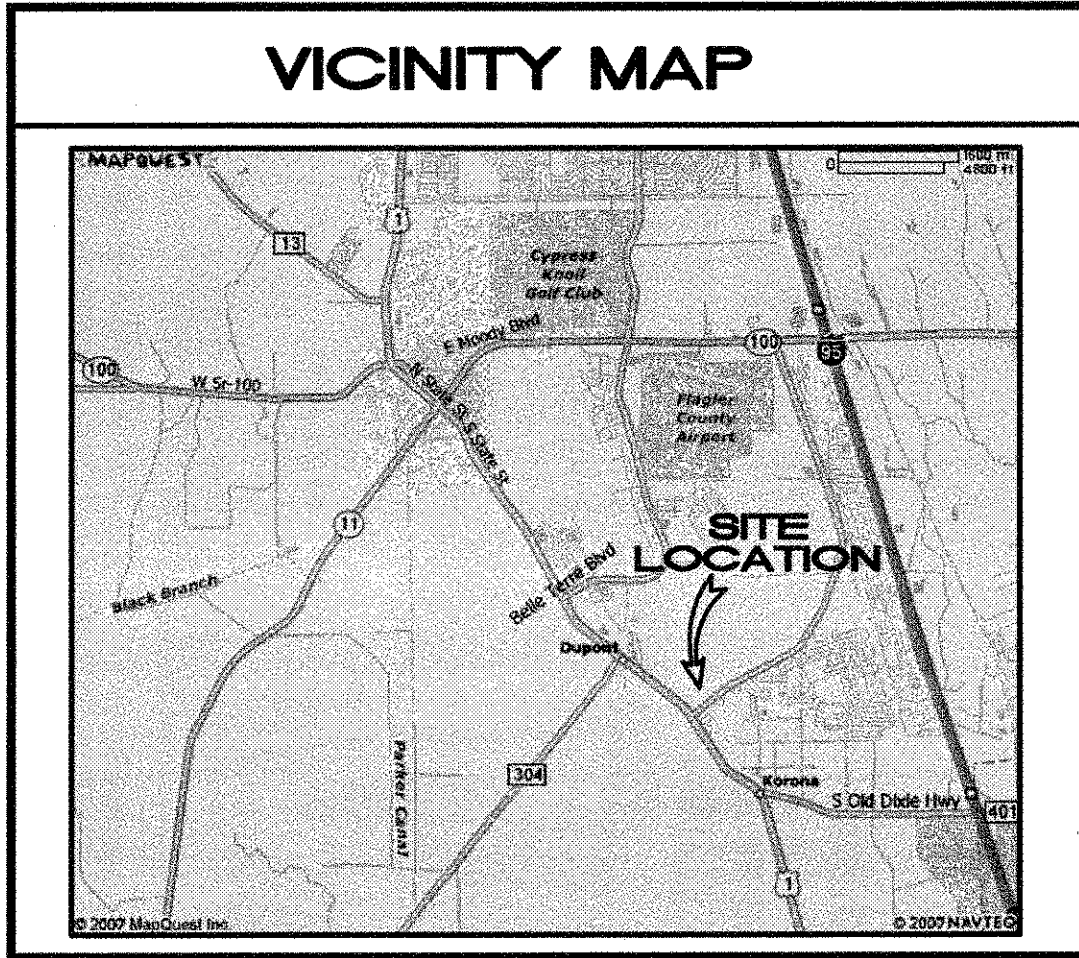 VICINITY MAP
MAPQUEST
0
1600 m
4800 ft
1
13
Cypress
Knoll
Golf Club
E Moody Blvd
100
95
100
W Sr-100
N State St
S State St
Flagler
County
Airport
11
SITE
LOCATION
Black Branch
Belle Terre Blvd
Dupont
Parker Canal
304
Korona
S Old Dixie Hwy
401
1
© 2007 MapQuest Inc
© 2007 NAVTEQ